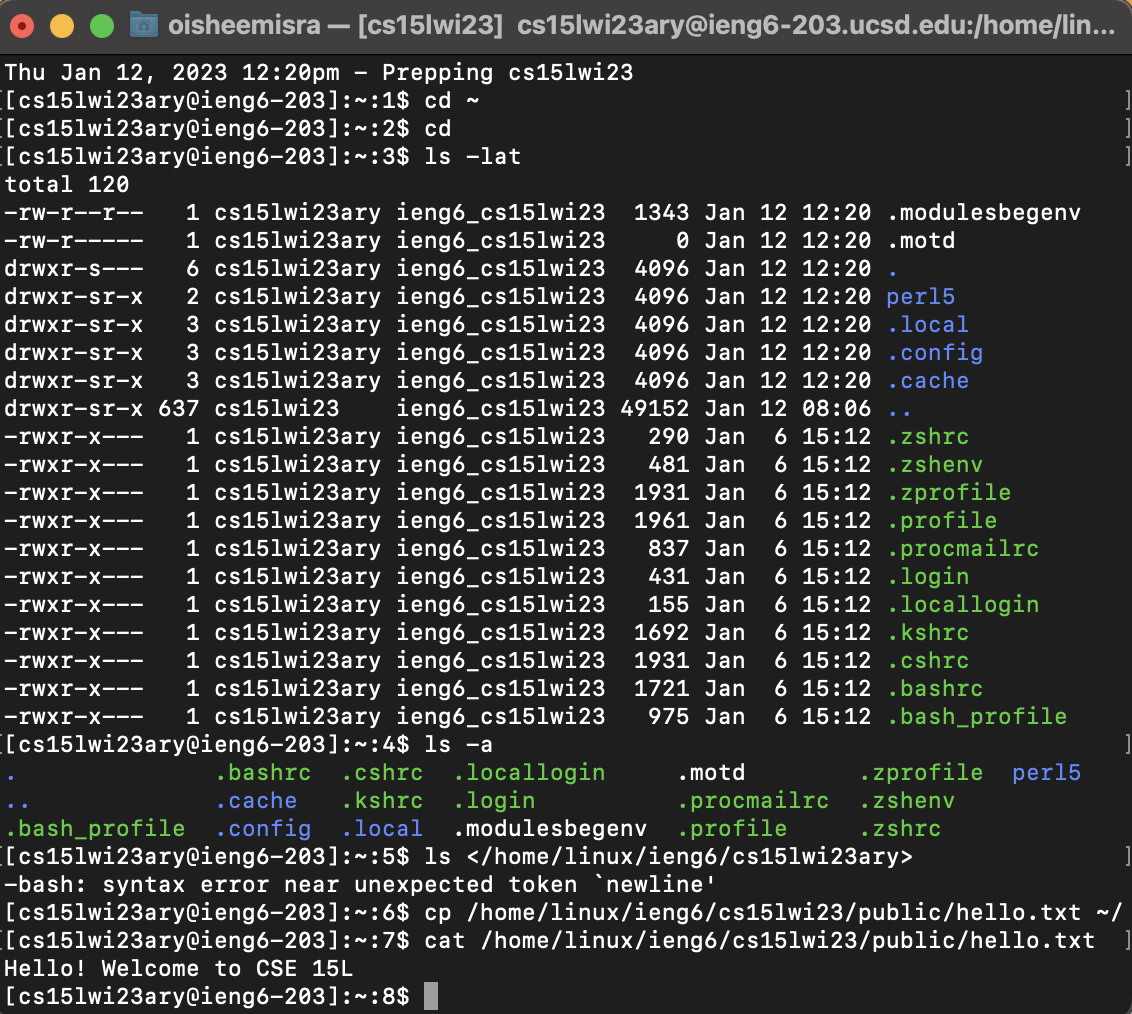 oisheemisra — [cs15lwi23]  cs15lwi23ary@ieng6-203.ucsd.edu:/home/lin...
Thu Jan 12, 2023 12:20pm - Prepping cs15lwi23
[cs15lwi23ary@ieng6-203]:~:1$ cd ~
[cs15lwi23ary@ieng6-203]:~:2$ cd
[cs15lwi23ary@ieng6-203]:~:3$ ls -lat
total 120
-rw-r--r--   1 cs15lwi23ary ieng6_cs15lwi23  1343 Jan 12 12:20 .modulesbegenv
-rw-r-----   1 cs15lwi23ary ieng6_cs15lwi23     0 Jan 12 12:20 .motd
drwxr-s---   6 cs15lwi23ary ieng6_cs15lwi23  4096 Jan 12 12:20 .
drwxr-sr-x   2 cs15lwi23ary ieng6_cs15lwi23  4096 Jan 12 12:20 perl5
drwxr-sr-x   3 cs15lwi23ary ieng6_cs15lwi23  4096 Jan 12 12:20 .local
drwxr-sr-x   3 cs15lwi23ary ieng6_cs15lwi23  4096 Jan 12 12:20 .config
drwxr-sr-x   3 cs15lwi23ary ieng6_cs15lwi23  4096 Jan 12 12:20 .cache
drwxr-sr-x 637 cs15lwi23    ieng6_cs15lwi23 49152 Jan 12 08:06 ..
-rwxr-x---   1 cs15lwi23ary ieng6_cs15lwi23   290 Jan  6 15:12 .zshrc
-rwxr-x---   1 cs15lwi23ary ieng6_cs15lwi23   481 Jan  6 15:12 .zshenv
-rwxr-x---   1 cs15lwi23ary ieng6_cs15lwi23  1931 Jan  6 15:12 .zprofile
-rwxr-x---   1 cs15lwi23ary ieng6_cs15lwi23  1961 Jan  6 15:12 .profile
-rwxr-x---   1 cs15lwi23ary ieng6_cs15lwi23   837 Jan  6 15:12 .procmailrc
-rwxr-x---   1 cs15lwi23ary ieng6_cs15lwi23   431 Jan  6 15:12 .login
-rwxr-x---   1 cs15lwi23ary ieng6_cs15lwi23   155 Jan  6 15:12 .locallogin
-rwxr-x---   1 cs15lwi23ary ieng6_cs15lwi23  1692 Jan  6 15:12 .kshrc
-rwxr-x---   1 cs15lwi23ary ieng6_cs15lwi23  1931 Jan  6 15:12 .cshrc
-rwxr-x---   1 cs15lwi23ary ieng6_cs15lwi23  1721 Jan  6 15:12 .bashrc
-rwxr-x---   1 cs15lwi23ary ieng6_cs15lwi23   975 Jan  6 15:12 .bash_profile
[cs15lwi23ary@ieng6-203]:~:4$ ls -a
.              .bashrc  .cshrc  .locallogin     .motd        .zprofile  perl5
..             .cache   .kshrc  .login          .procmailrc  .zshenv
.bash_profile  .config  .local  .modulesbegenv  .profile     .zshrc
[cs15lwi23ary@ieng6-203]:~:5$ ls </home/linux/ieng6/cs15lwi23ary>
-bash: syntax error near unexpected token `newline'
[cs15lwi23ary@ieng6-203]:~:6$ cp /home/linux/ieng6/cs15lwi23/public/hello.txt ~/
[cs15lwi23ary@ieng6-203]:~:7$ cat /home/linux/ieng6/cs15lwi23/public/hello.txt
Hello! Welcome to CSE 15L
[cs15lwi23ary@ieng6-203]:~:8$